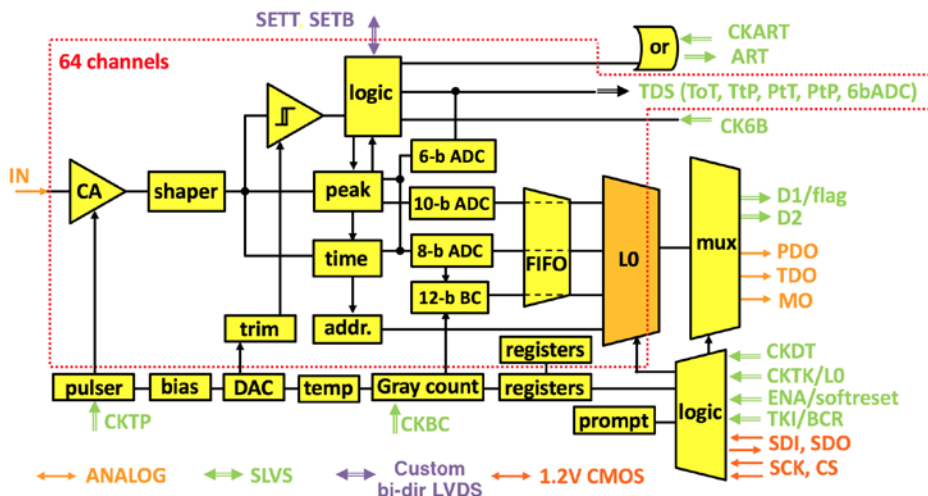 SETT, SETB
CKART
or
ART
64 channels
logic
TDS (ToT, TtP, PtT, PtP, 6bADC)
CK6B
6-b ADC
IN
CA
shaper
peak
10-b ADC
D1/flag
D2
mux
time
8-b ADC
FIFO
L0
PDO
TDO
12-b BC
MO
trim
addr.
registers
CKDT
pulser
bias
DAC
temp
Gray count
registers
logic
CKTK/L0
ENA/softreset
CKTP
CKBC
prompt
TKI/BCR
SDI, SDO
SCK, CS
ANALOG
SLVS
Custom
bi-dir LVDS
1.2V CMOS